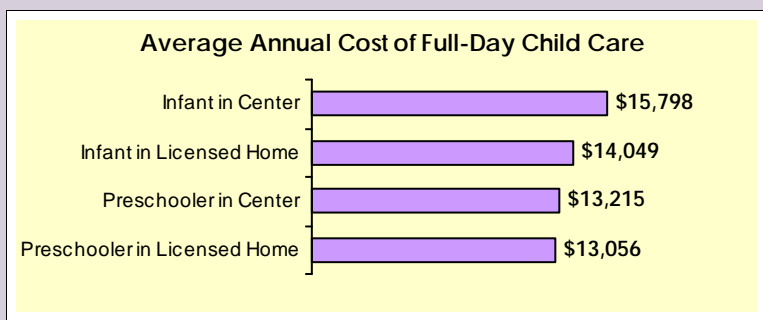 Average Annual Cost of Full-Day Child Care
Infant in Center $15,798
Infant in Licensed Home $14,049
Preschooler in Center $13,215
Preschooler in Licensed Home $13,056